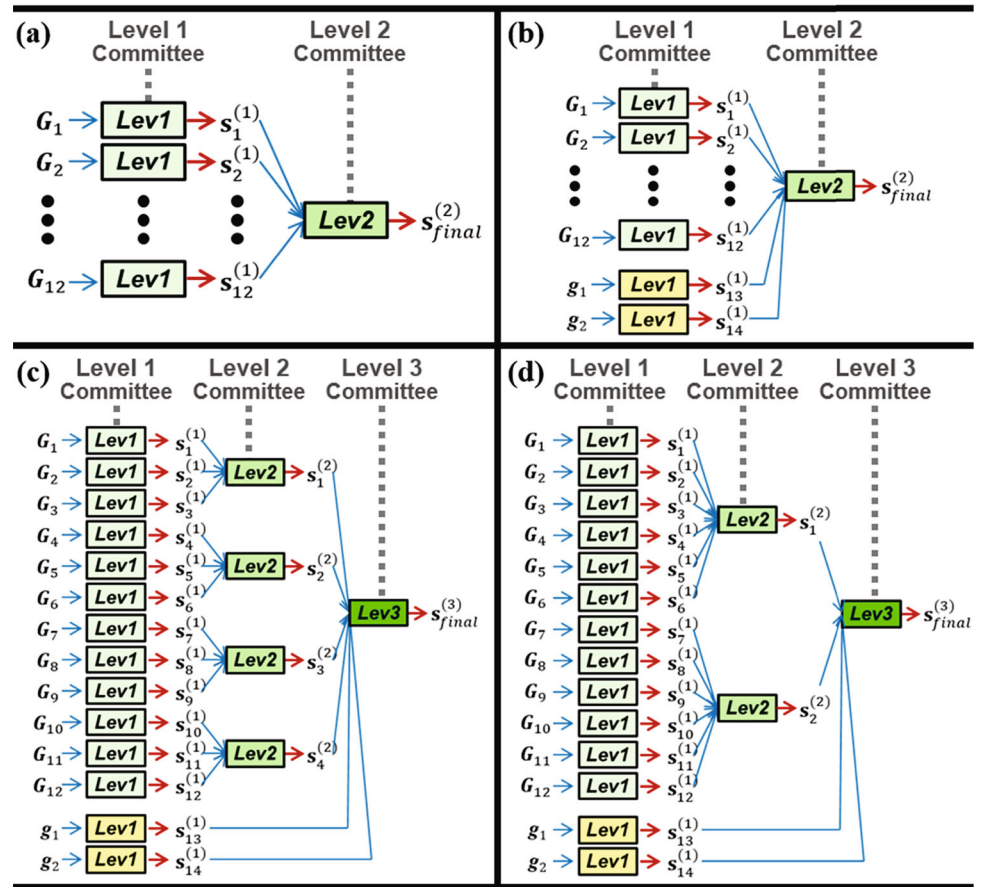 (a)
Level 1 Committee
Level 2 Committee
G₁ Lev1 s₁⁽¹⁾
G₂ Lev1 s₂⁽¹⁾
Lev2 s_final⁽²⁾
G₁₂ Lev1 s₁₂⁽¹⁾
(b)
Level 1 Committee
Level 2 Committee
G₁ Lev1 s₁⁽¹⁾
G₂ Lev1 s₂⁽¹⁾
Lev2 s_final⁽²⁾
G₁₂ Lev1 s₁₂⁽¹⁾
g₁ Lev1 s₁₃⁽¹⁾
g₂ Lev1 s₁₄⁽¹⁾
(c)
Level 1 Committee
Level 2 Committee
Level 3 Committee
G₁ Lev1 s₁⁽¹⁾
G₂ Lev1 s₂⁽¹⁾ Lev2 s₁⁽²⁾
G₃ Lev1 s₃⁽¹⁾
G₄ Lev1 s₄⁽¹⁾
G₅ Lev1 s₅⁽¹⁾ Lev2 s₂⁽²⁾
G₆ Lev1 s₆⁽¹⁾
Lev3 s_final⁽³⁾
G₇ Lev1 s₇⁽¹⁾
G₈ Lev1 s₈⁽¹⁾ Lev2 s₃⁽²⁾
G₉ Lev1 s₉⁽¹⁾
G₁₀ Lev1 s₁₀⁽¹⁾
G₁₁ Lev1 s₁₁⁽¹⁾ Lev2 s₄⁽²⁾
G₁₂ Lev1 s₁₂⁽¹⁾
g₁ Lev1 s₁₃⁽¹⁾
g₂ Lev1 s₁₄⁽¹⁾
(d)
Level 1 Committee
Level 2 Committee
Level 3 Committee
G₁ Lev1 s₁⁽¹⁾
G₂ Lev1 s₂⁽¹⁾
G₃ Lev1 s₃⁽¹⁾
Lev2 s₁⁽²⁾
G₄ Lev1 s₄⁽¹⁾
G₅ Lev1 s₅⁽¹⁾
G₆ Lev1 s₆⁽¹⁾
Lev3 s_final⁽³⁾
G₇ Lev1 s₇⁽¹⁾
G₈ Lev1 s₈⁽¹⁾
G₉ Lev1 s₉⁽¹⁾
Lev2 s₂⁽²⁾
G₁₀ Lev1 s₁₀⁽¹⁾
G₁₁ Lev1 s₁₁⁽¹⁾
G₁₂ Lev1 s₁₂⁽¹⁾
g₁ Lev1 s₁₃⁽¹⁾
g₂ Lev1 s₁₄⁽¹⁾